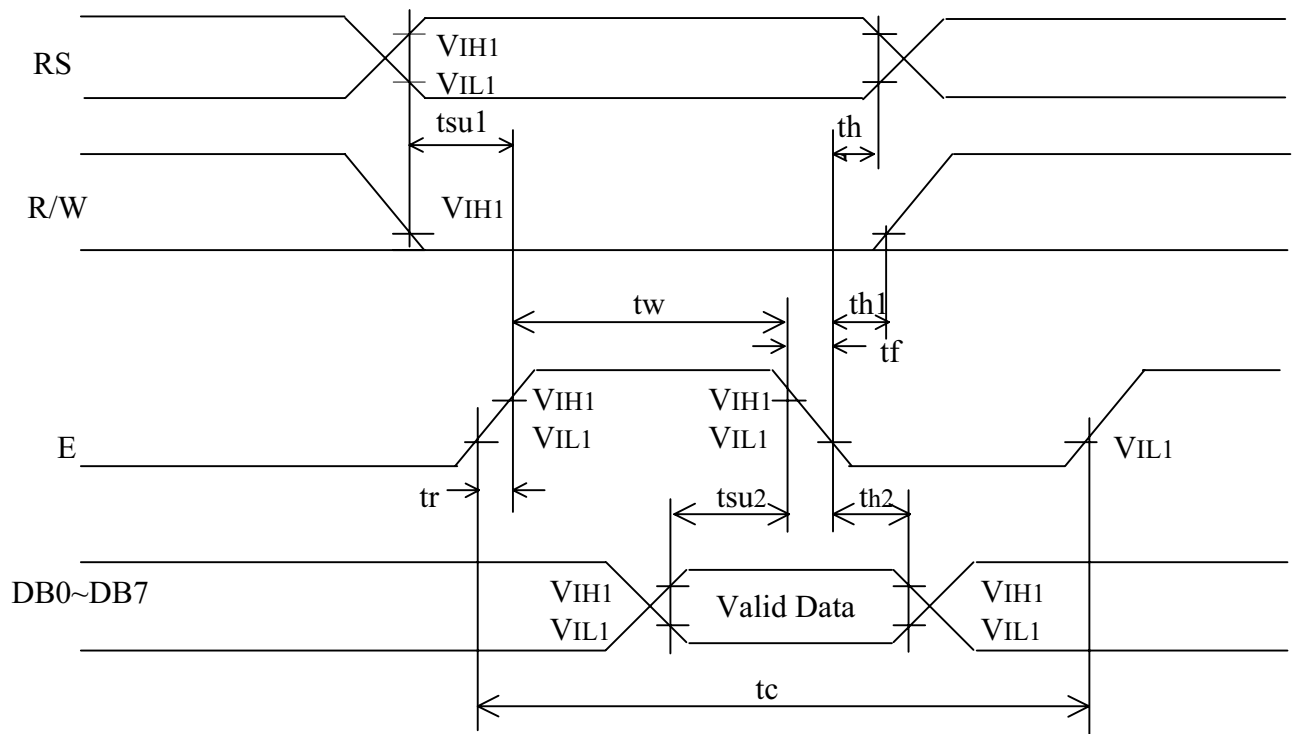 VIH1
RS
VIL1
tsu1
th
R/W
VIH1
tw
th1
tf
VIH1
VIH1
E
VIL1
VIL1
VIL1
tr
tsu2
th2
DB0~DB7
VIH1
Valid Data
VIH1
VIL1
VIL1
tc